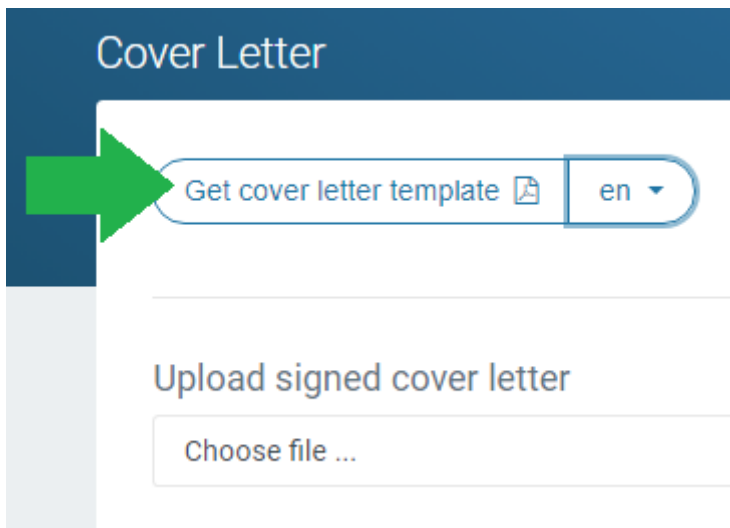 Cover Letter
Get cover letter template en
Upload signed cover letter
Choose file ...